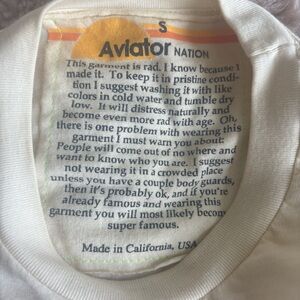 S
Aviator NATION
This garment is rad. I know because I
made it. To keep it in pristine condi-
tion I suggest washing it with like
colors in cold water and tumble dry
low. It will distress naturally and
become even more rad with age. Oh,
there is one problem with wearing this
garment I must warn you about:
People will come out of no where and
want to know who you are. I suggest
not wearing it in a crowded place
unless you have a couple body guards,
then it's probably ok, and if you're
already famous and wearing this
garment you will most likely become
super famous.
Made in California, USA